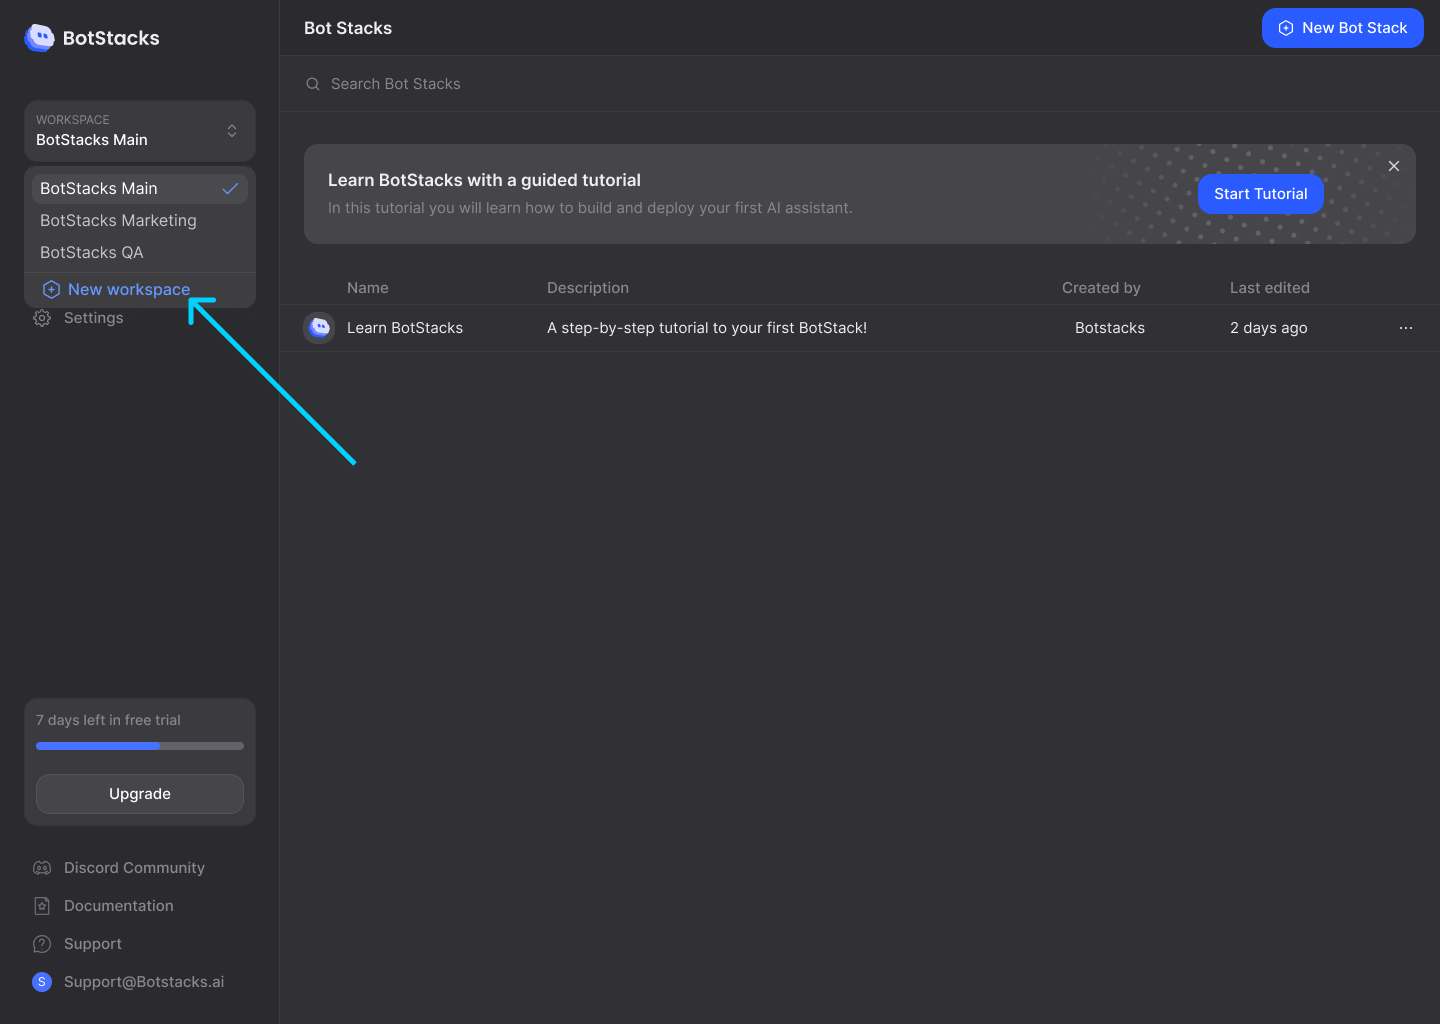 BotStacks
WORKSPACE
BotStacks Main
BotStacks Main
BotStacks Marketing
BotStacks QA
New workspace
Settings
7 days left in free trial
Upgrade
Discord Community
Documentation
Support
S Support@Botstacks.ai
Bot Stacks
New Bot Stack
Search Bot Stacks
Learn BotStacks with a guided tutorial
In this tutorial you will learn how to build and deploy your first AI assistant.
Start Tutorial
Name Description Created by Last edited
Learn BotStacks A step-by-step tutorial to your first BotStack! Botstacks 2 days ago